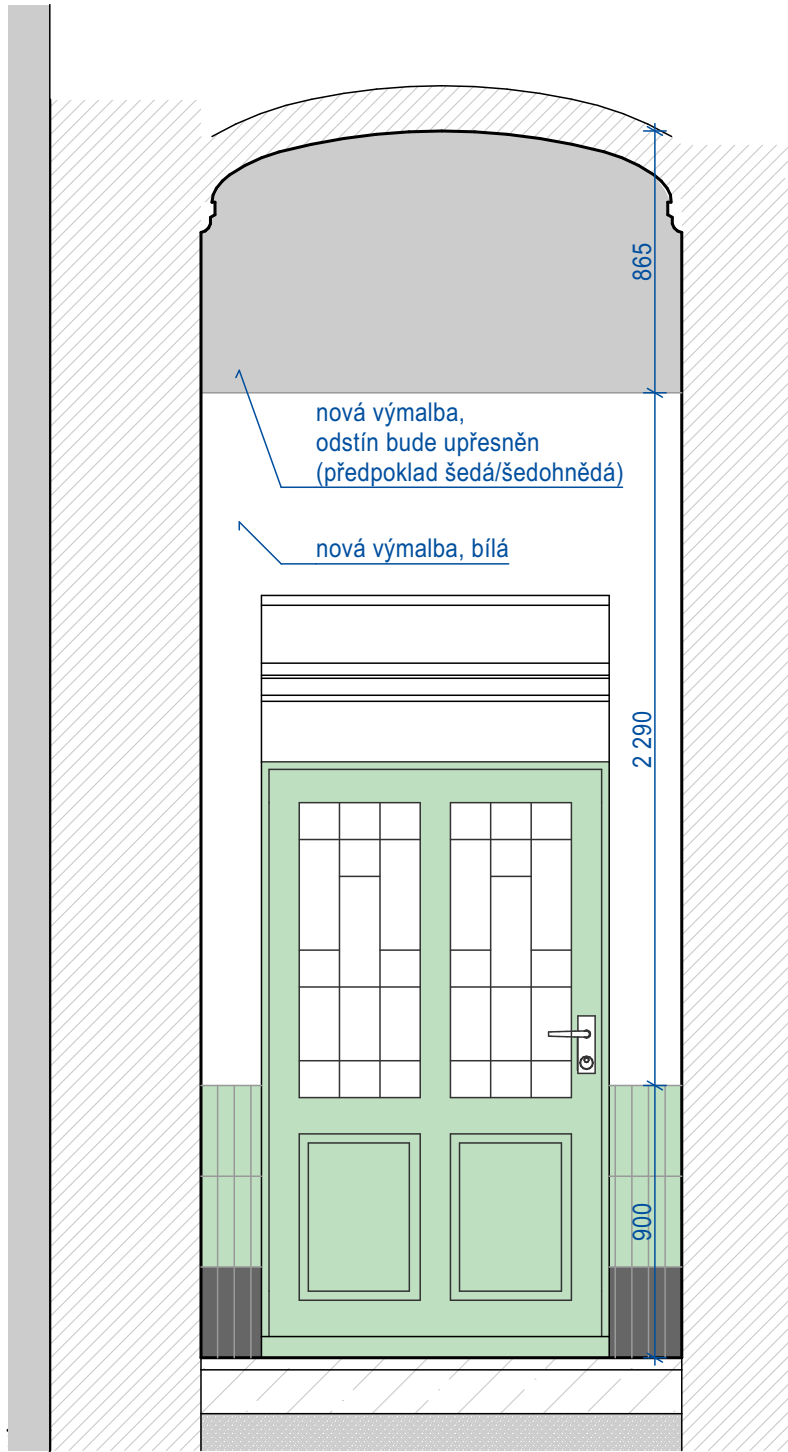 865
nová výmalba,
odstín bude upřesněn
(předpoklad šedá/šedohnědá)
nová výmalba, bílá
2 290
900